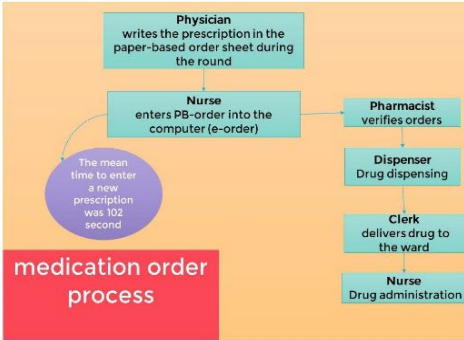 Physician
writes the prescription in the
paper-based order sheet during
the round
Nurse
enters PB-order into the
computer (e-order)
Pharmacist
verifies orders
The mean
time to enter
a new
prescription
was 102
second
Dispenser
Drug dispensing
Clerk
delivers drug to
the ward
Nurse
Drug administration
medication order
process